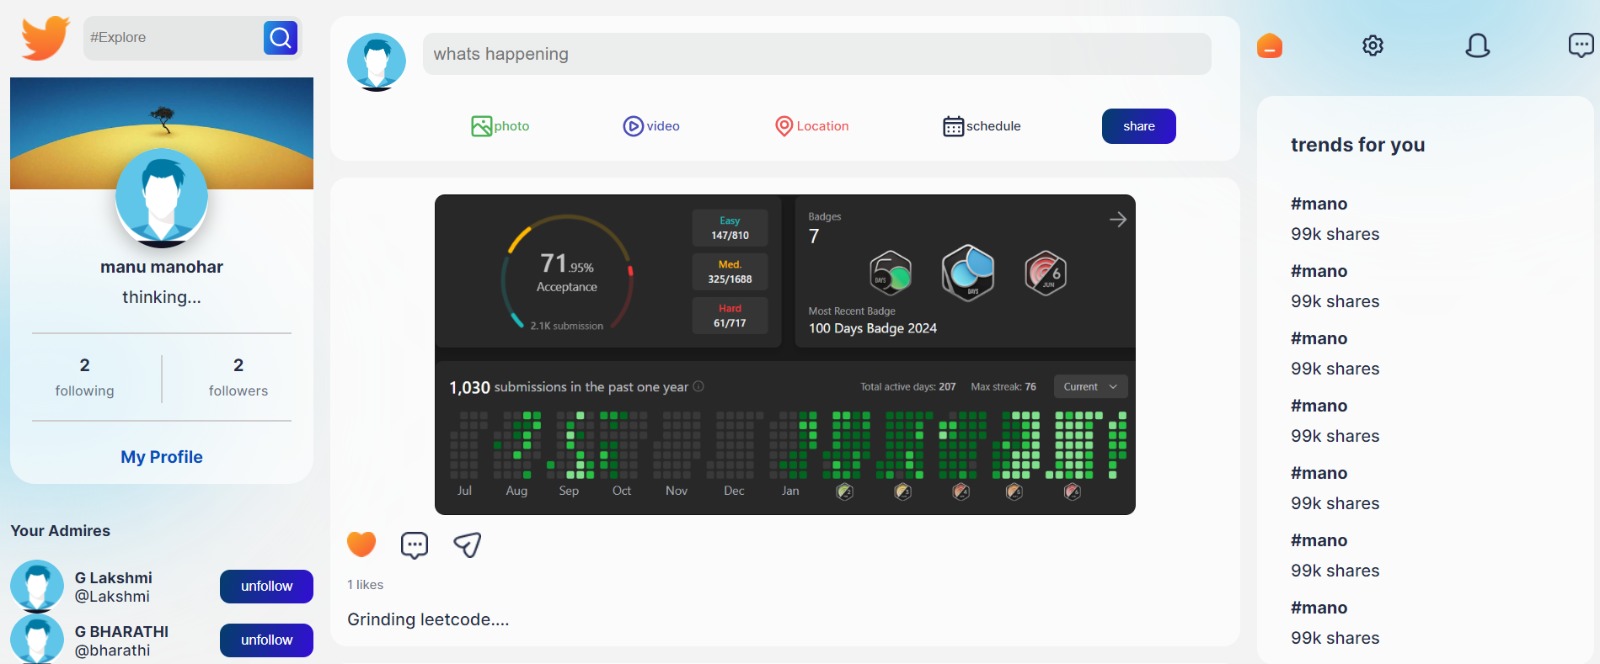 #Explore
manu manohar
thinking...
2
following
2
followers
My Profile
Your Admires
G Lakshmi
@Lakshmi
unfollow
G BHARATHI
@bharathi
unfollow
whats happening
photo
video
Location
schedule
share
71.95%
Acceptance
2.1K submission
Easy
147/810
Med.
325/1688
Hard
61/717
Badges
7
50
DAYS
DAYS
6
JUN
Most Recent Badge
100 Days Badge 2024
1,030 submissions in the past one year
Total active days: 207
Max streak: 76
Current
Jul
Aug
Sep
Oct
Nov
Dec
Jan
1 likes
Grinding leetcode....
trends for you
#mano
99k shares
#mano
99k shares
#mano
99k shares
#mano
99k shares
#mano
99k shares
#mano
99k shares
#mano
99k shares